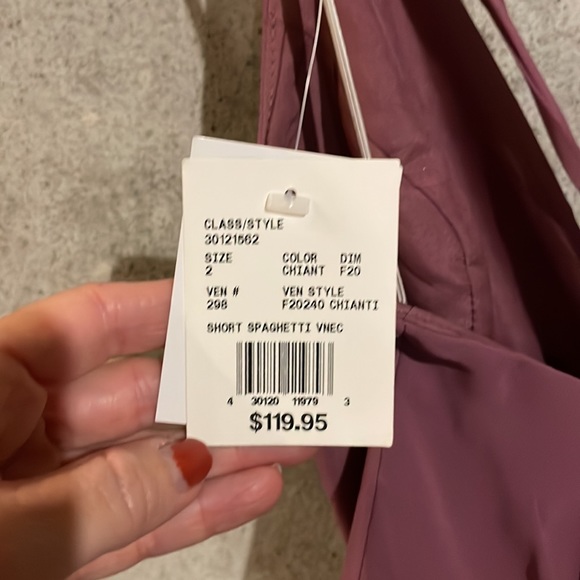 CLASS/STYLE
30121562
SIZE COLOR DIM
2 CHIANT F20
VEN # VEN STYLE
298 F20240 CHIANTI
SHORT SPAGHETTI VNEC
4 30120 11979 3
$119.95